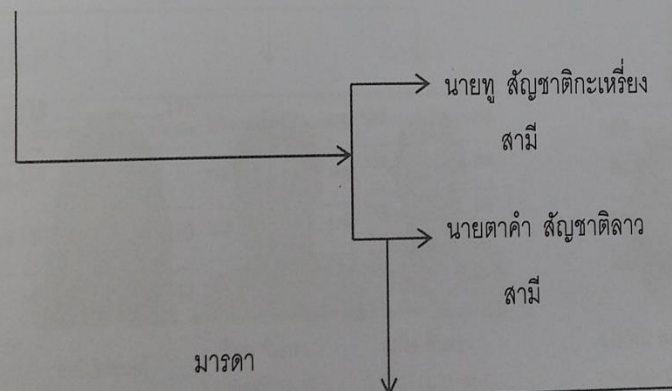 นายทู สัญชาติกะเหรี่ยง
สามี
นายตาคำ สัญชาติลาว
สามี
มารดา